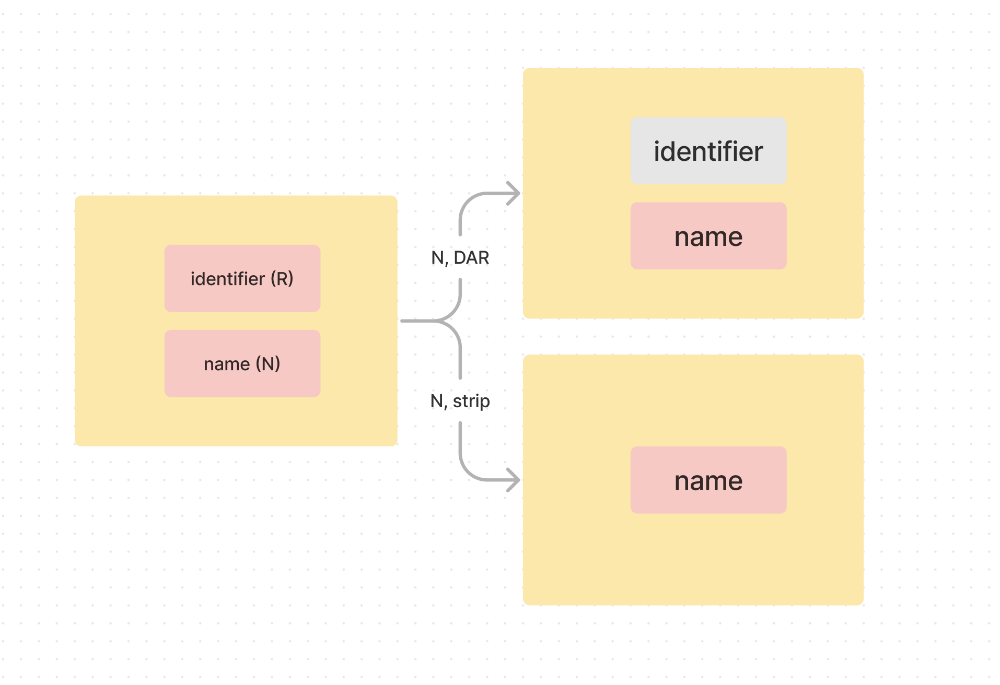 identifier (R)
name (N)
N, DAR
N, strip
identifier
name
name